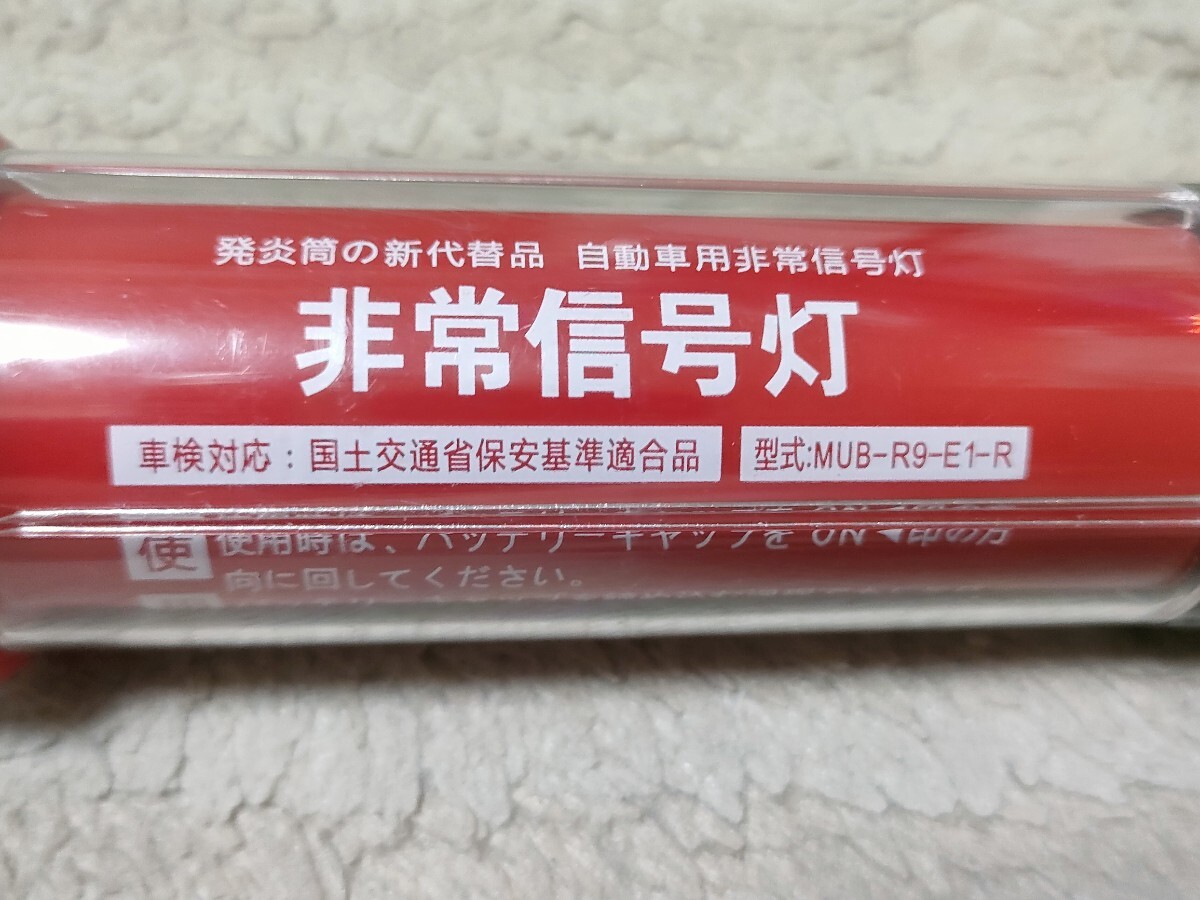 発炎筒の新代替品 自動車用非常信号灯
非常信号灯
車検対応：国土交通省保安基準適合品 型式:MUB-R9-E1-R
使 使用時は、バッテリーキャップを ON ◀印の方
向に回してください。